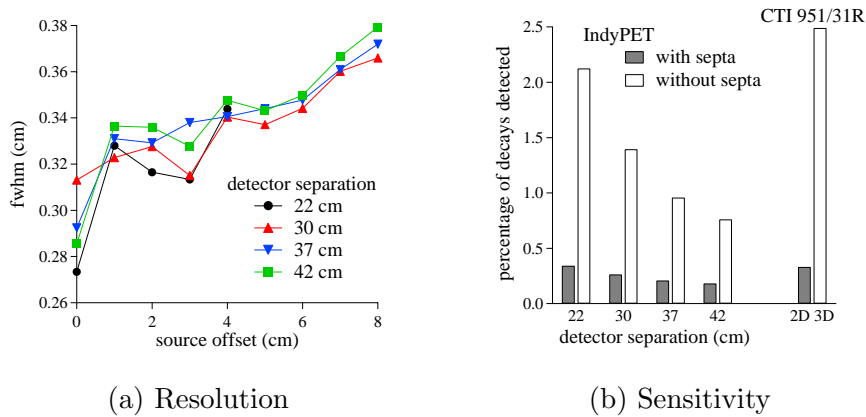 0.38
0.36
0.34
0.32
0.30
0.28
0.26
fwhm (cm)
detector separation
22 cm
30 cm
37 cm
42 cm
0 2 4 6 8
source offset (cm)
(a) Resolution
CTI 951/31R
IndyPET
with septa
without septa
2.5
2.0
1.5
1.0
0.5
0.0
percentage of decays detected
22 30 37 42 2D 3D
detector separation (cm)
(b) Sensitivity